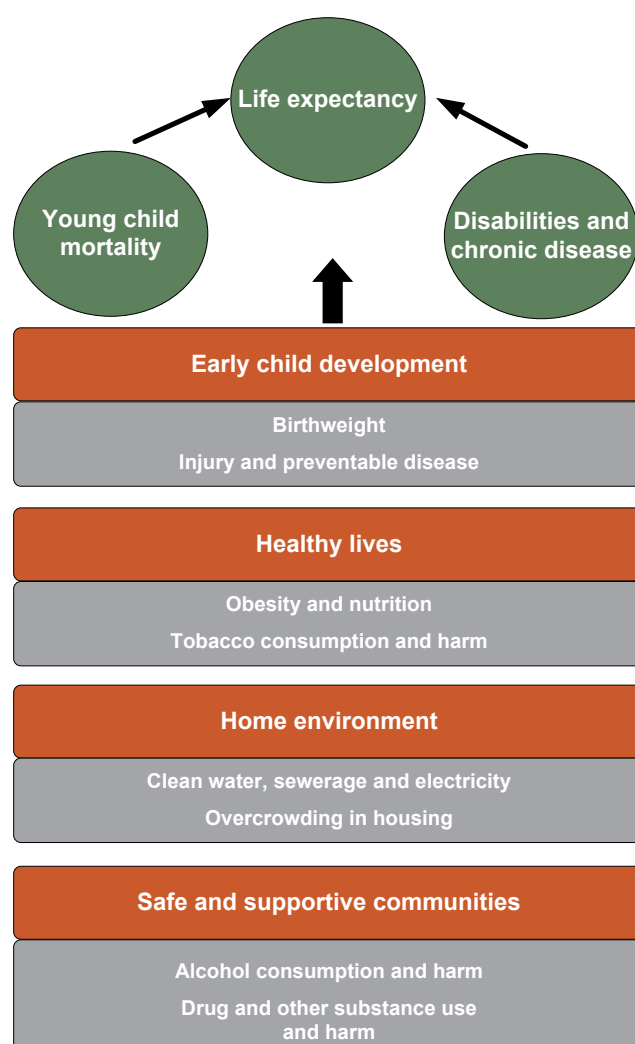 Life expectancy
Young child
mortality
Disabilities and
chronic disease
Early child development
Birthweight
Injury and preventable disease
Healthy lives
Obesity and nutrition
Tobacco consumption and harm
Home environment
Clean water, sewerage and electricity
Overcrowding in housing
Safe and supportive communities
Alcohol consumption and harm
Drug and other substance use
and harm